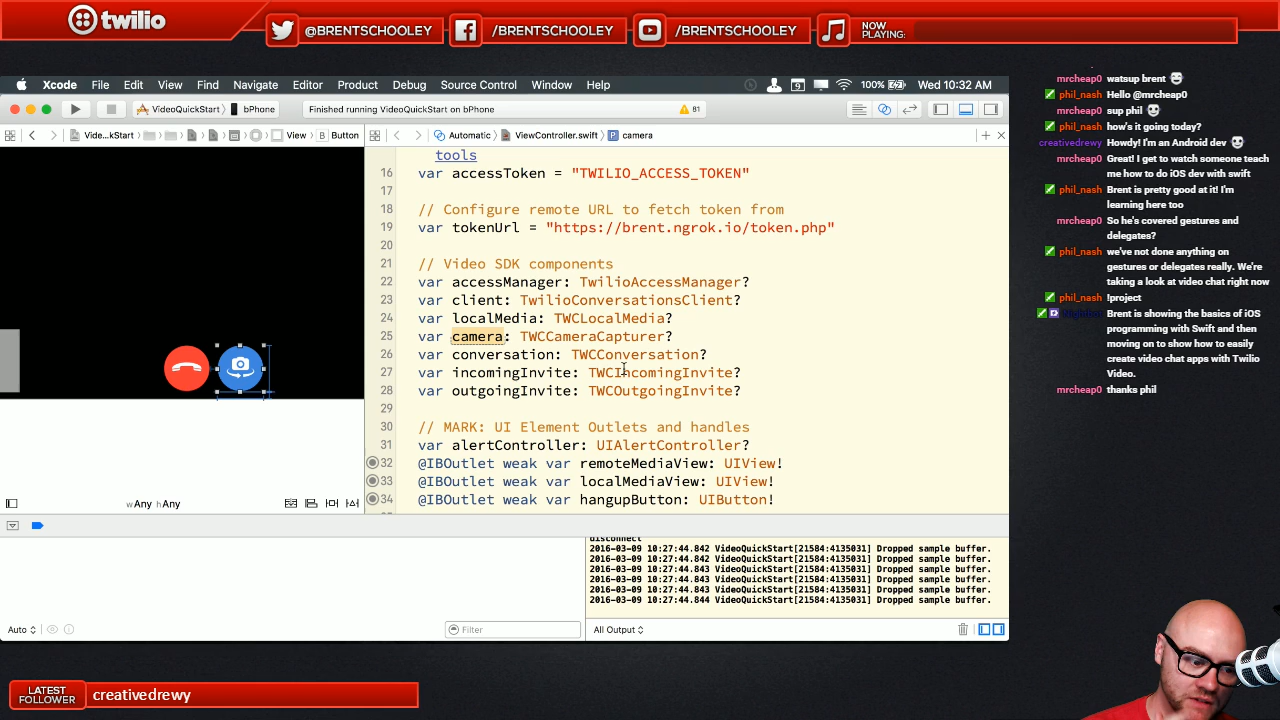 twilio
@BRENTSCHOOLEY
/BRENTSCHOOLEY
/BRENTSCHOOLEY
NOW
PLAYING:
Xcode File Edit View Find Navigate Editor Product Debug Source Control Window Help
9 100% Wed 10:32 AM
VideoQuickStart bPhone
Finished running VideoQuickStart on bPhone
81
Vide...kStart View B Button
Automatic ViewController.swift P camera
tools
16 var accessToken = "TWILIO_ACCESS_TOKEN"
17
18 // Configure remote URL to fetch token from
19 var tokenUrl = "https://brent.ngrok.io/token.php"
20
21 // Video SDK components
22 var accessManager: TwilioAccessManager?
23 var client: TwilioConversationsClient?
24 var localMedia: TWCLocalMedia?
25 var camera: TWCCameraCapturer?
26 var conversation: TWCConversation?
27 var incomingInvite: TWCIncomingInvite?
28 var outgoingInvite: TWCOutgoingInvite?
29
30 // MARK: UI Element Outlets and handles
31 var alertController: UIAlertController?
32 @IBOutlet weak var remoteMediaView: UIView!
33 @IBOutlet weak var localMediaView: UIView!
34 @IBOutlet weak var hangupButton: UIButton!
wAny hAny
disconnect
2016-03-09 10:27:44.842 VideoQuickStart[21584:4135031] Dropped sample buffer.
2016-03-09 10:27:44.842 VideoQuickStart[21584:4135031] Dropped sample buffer.
2016-03-09 10:27:44.843 VideoQuickStart[21584:4135031] Dropped sample buffer.
2016-03-09 10:27:44.843 VideoQuickStart[21584:4135031] Dropped sample buffer.
2016-03-09 10:27:44.843 VideoQuickStart[21584:4135031] Dropped sample buffer.
2016-03-09 10:27:44.844 VideoQuickStart[21584:4135031] Dropped sample buffer.
Auto
Filter
All Output
mrcheap0 watsup brent
phil_nash Hello @mrcheap0
mrcheap0 sup phil
phil_nash how's it going today?
creativedrewy Howdy! I'm an Android dev
mrcheap0 Great! I get to watch someone teach
me how to do iOS dev with swift
phil_nash Brent is pretty good at it! I'm
learning here too
mrcheap0 So he's covered gestures and
delegates?
phil_nash we've not done anything on
gestures or delegates really. We're
taking a look at video chat right now
phil_nash !project
Brent is showing the basics of iOS
programming with Swift and then
moving on to show how to easily
create video chat apps with Twilio
Video.
mrcheap0 thanks phil
LATEST
FOLLOWER
creativedrewy